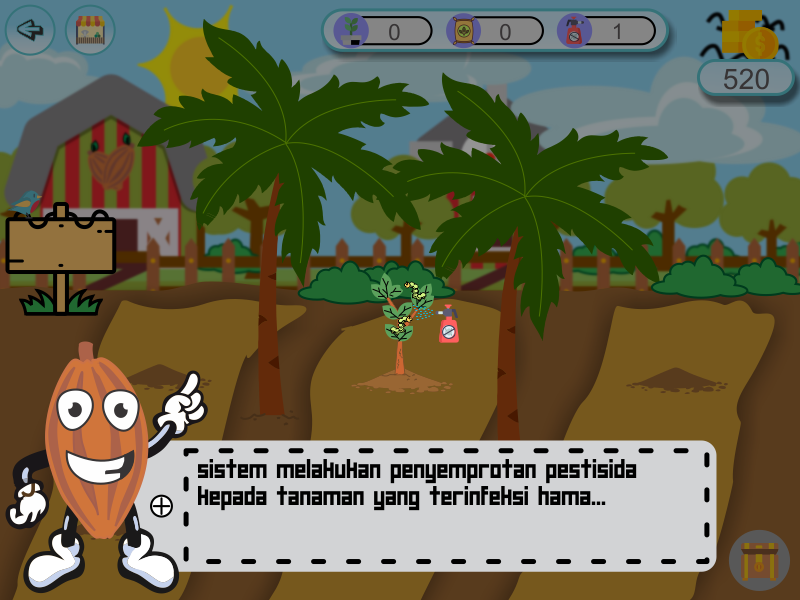 0
0
1
520
sistem melakukan penyemprotan pestisida
kepada tanaman yang terinfeksi hama...